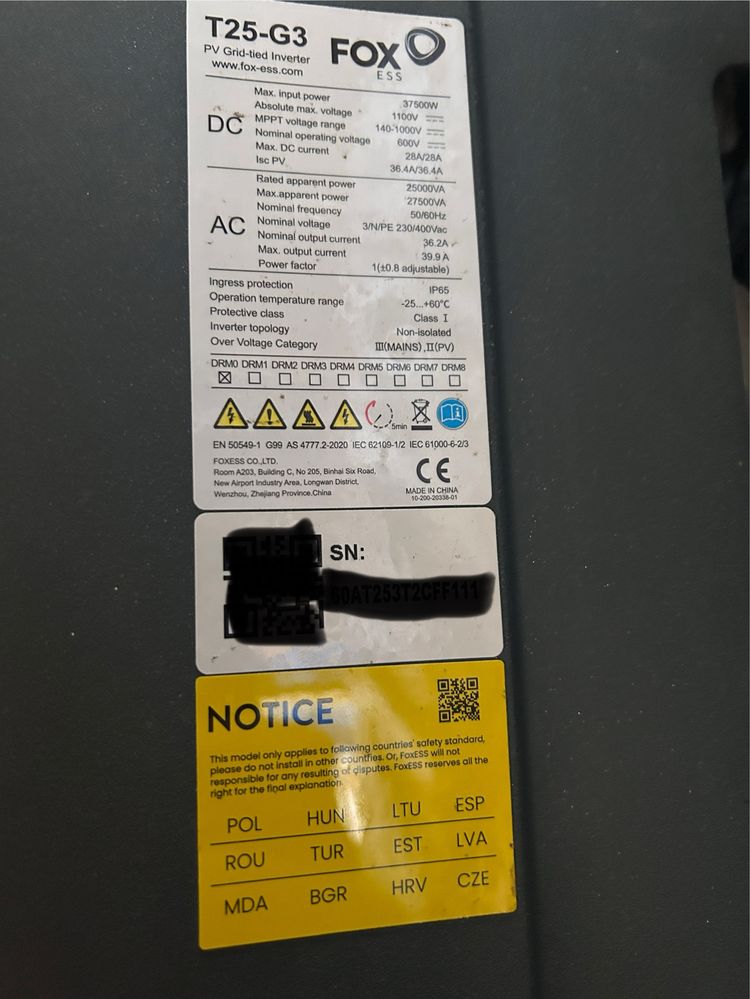 T25-G3
PV Grid-tied Inverter
www.fox-ess.com
FOX
ESS
DC
Max. input power 37500W
Absolute max. voltage 1100V
MPPT voltage range 140-1000V
Nominal operating voltage 600V
Max. DC current 28A/28A
Isc PV 36.4A/36.4A
AC
Rated apparent power 25000VA
Max.apparent power 27500VA
Nominal frequency 50/60Hz
Nominal voltage 3/N/PE 230/400Vac
Nominal output current 36.2A
Max. output current 39.9 A
Power factor 1(±0.8 adjustable)
Ingress protection IP65
Operation temperature range -25...+60℃
Protective class Class I
Inverter topology Non-isolated
Over Voltage Category III(MAINS),II(PV)
DRM0 DRM1 DRM2 DRM3 DRM4 DRM5 DRM6 DRM7 DRM8
5min
EN 50549-1 G99 AS 4777.2-2020 IEC 62109-1/2 IEC 61000-6-2/3
FOXESS CO.,LTD.
Room A203, Building C, No 205, Binhai Six Road,
New Airport Industry Area, Longwan District,
Wenzhou, Zhejiang Province.China
CE
MADE IN CHINA
10-200-20338-01
SN:
NOTICE
This model only applies to following countries' safety standard,
please do not install in other countries. Or, FoxESS will not
responsible for any resulting of disputes. FoxESS reserves all the
right for the final explanation.
POL HUN LTU ESP
ROU TUR EST LVA
MDA BGR HRV CZE